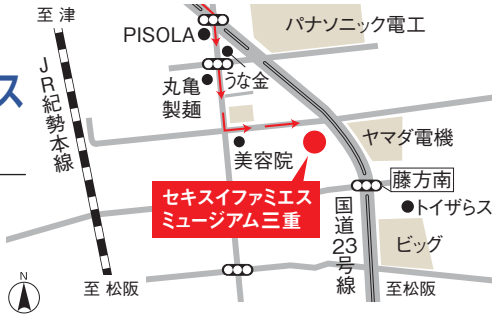 至 津
パナソニック電工
PISOLA
うな金
丸亀
製麺
ス
JR紀勢本線
ヤマダ電機
美容院
藤方南
セキスイファミエス
ミュージアム三重
トイザらス
国道23号線
ビッグ
N
至 松阪
至松阪